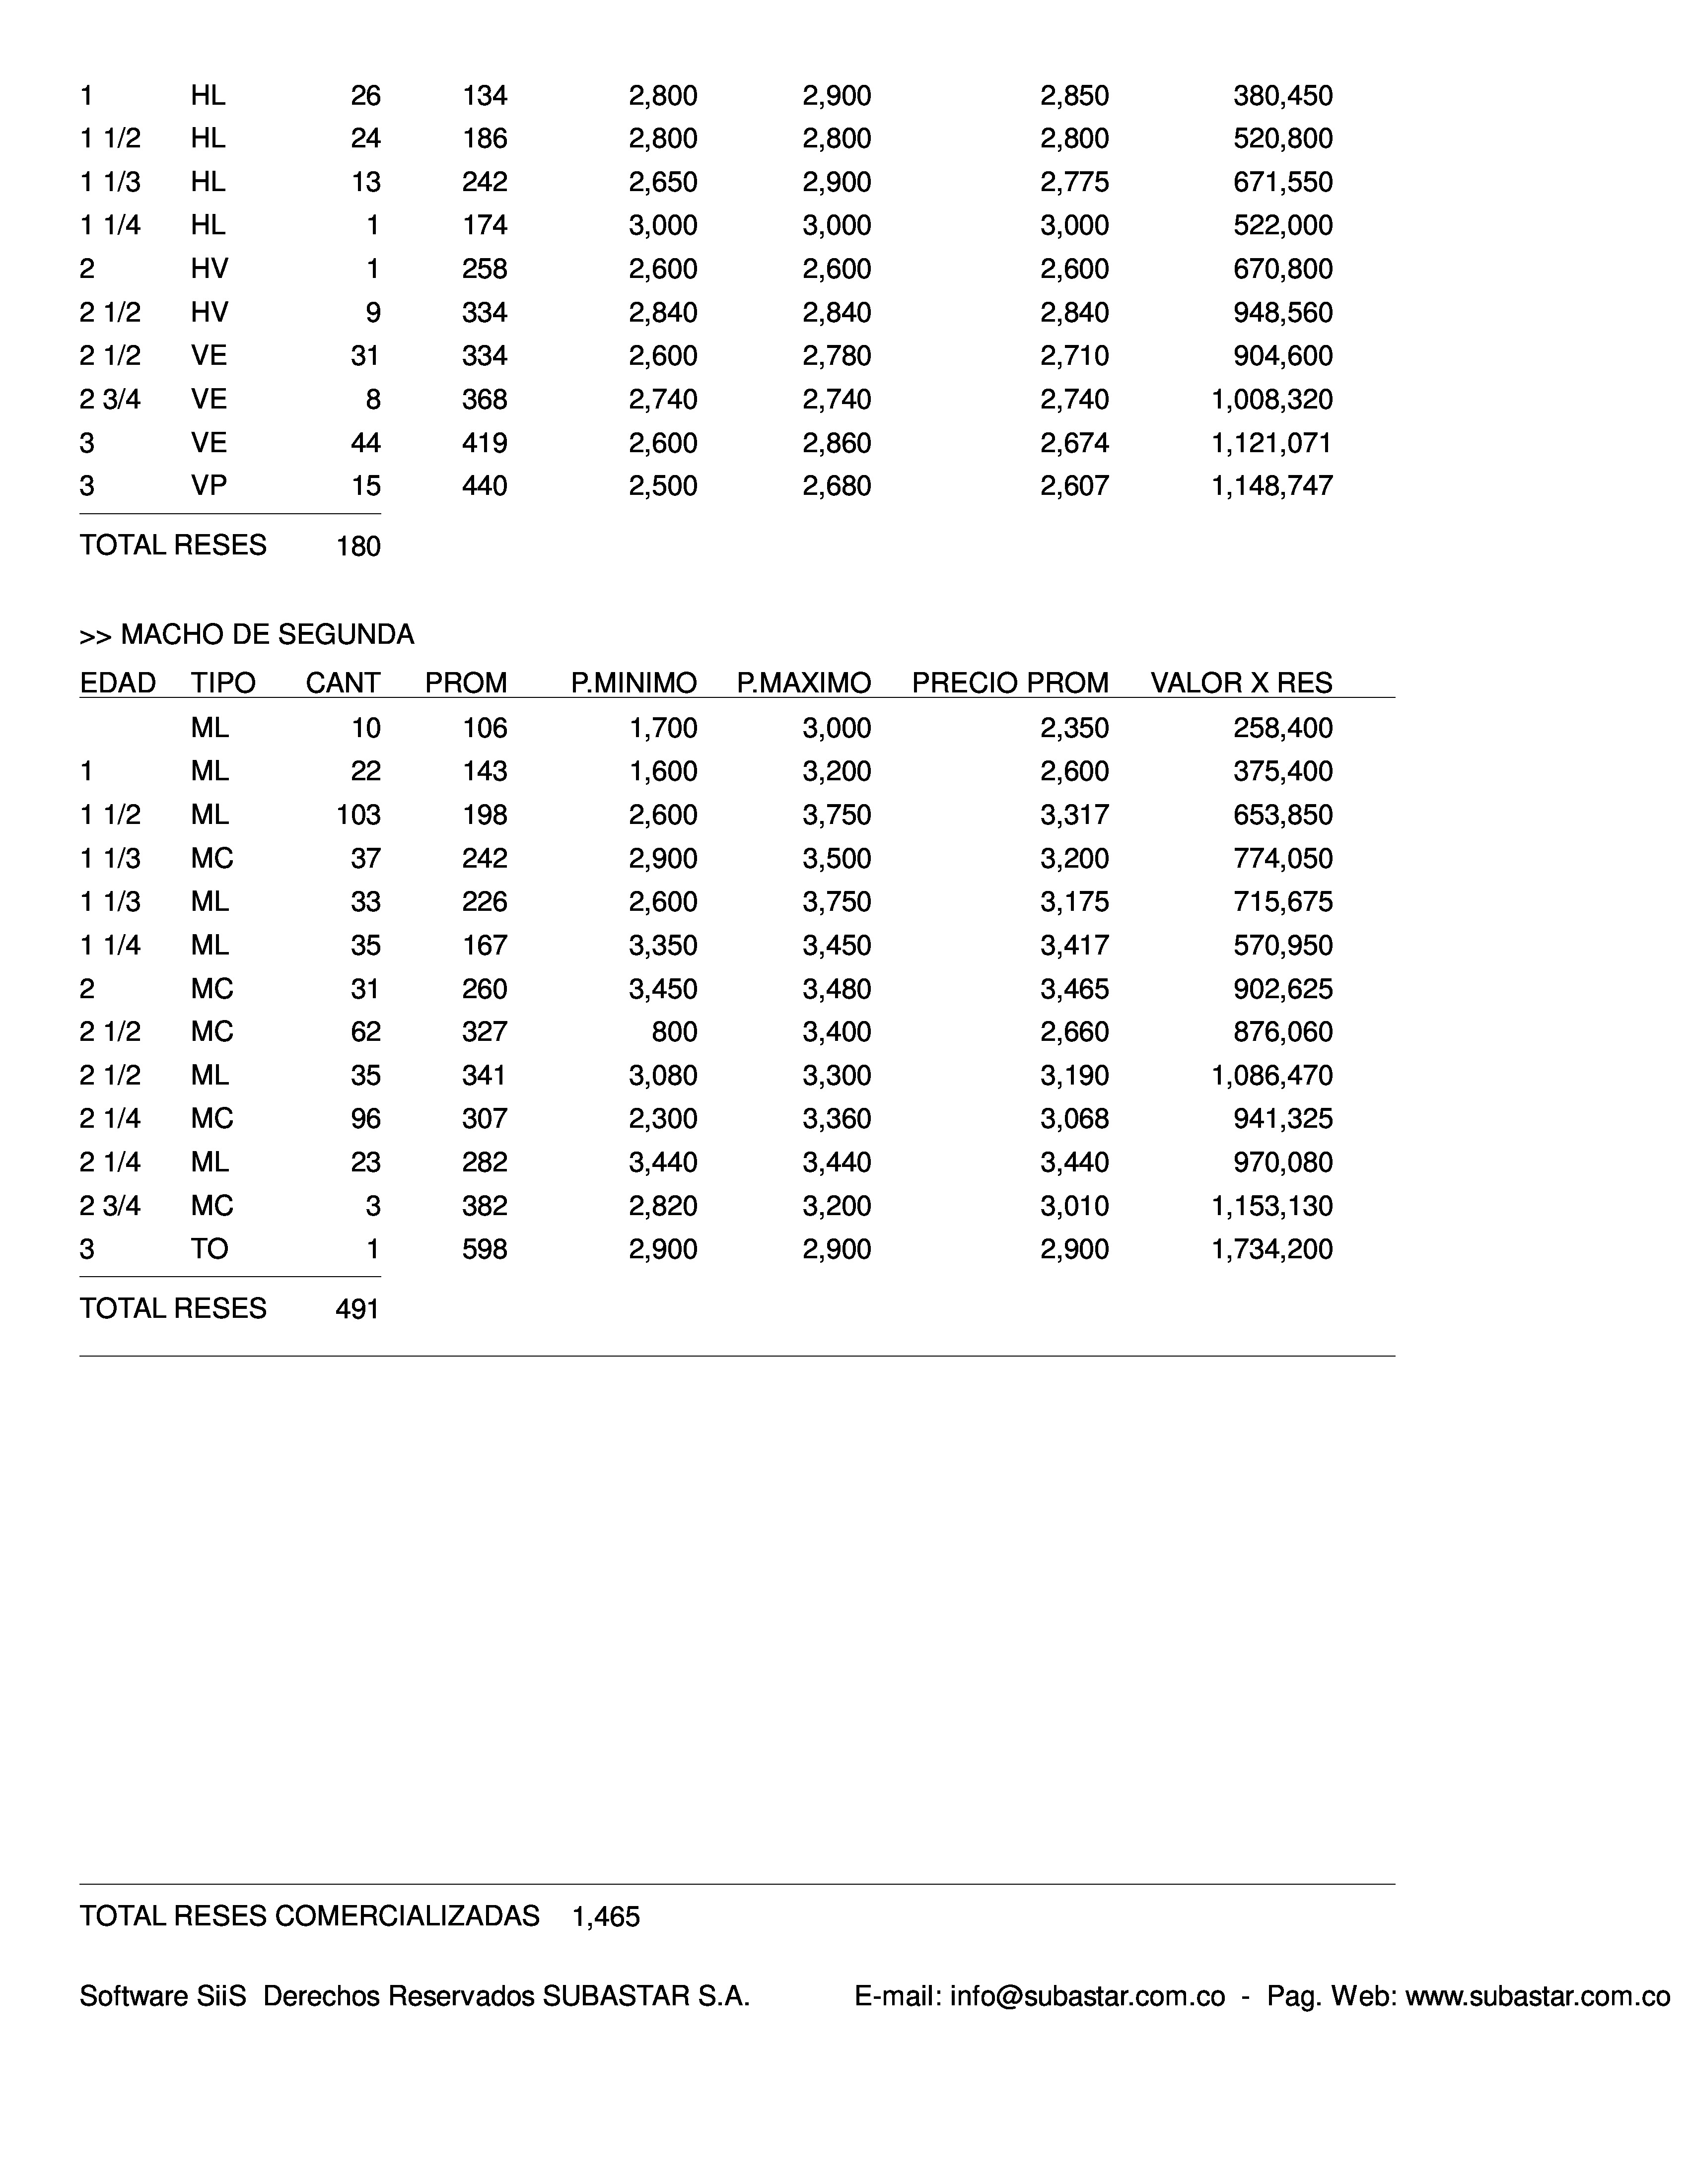 1 HL 26 134 2,800 2,900 2,850 380,450
1 1/2 HL 24 186 2,800 2,800 2,800 520,800
1 1/3 HL 13 242 2,650 2,900 2,775 671,550
1 1/4 HL 1 174 3,000 3,000 3,000 522,000
2 HV 1 258 2,600 2,600 2,600 670,800
2 1/2 HV 9 334 2,840 2,840 2,840 948,560
2 1/2 VE 31 334 2,600 2,780 2,710 904,600
2 3/4 VE 8 368 2,740 2,740 2,740 1,008,320
3 VE 44 419 2,600 2,860 2,674 1,121,071
3 VP 15 440 2,500 2,680 2,607 1,148,747
TOTAL RESES 180
>> MACHO DE SEGUNDA
EDAD TIPO CANT PROM P.MINIMO P.MAXIMO PRECIO PROM VALOR X RES
ML 10 106 1,700 3,000 2,350 258,400
1 ML 22 143 1,600 3,200 2,600 375,400
1 1/2 ML 103 198 2,600 3,750 3,317 653,850
1 1/3 MC 37 242 2,900 3,500 3,200 774,050
1 1/3 ML 33 226 2,600 3,750 3,175 715,675
1 1/4 ML 35 167 3,350 3,450 3,417 570,950
2 MC 31 260 3,450 3,480 3,465 902,625
2 1/2 MC 62 327 800 3,400 2,660 876,060
2 1/2 ML 35 341 3,080 3,300 3,190 1,086,470
2 1/4 MC 96 307 2,300 3,360 3,068 941,325
2 1/4 ML 23 282 3,440 3,440 3,440 970,080
2 3/4 MC 3 382 2,820 3,200 3,010 1,153,130
3 TO 1 598 2,900 2,900 2,900 1,734,200
TOTAL RESES 491
TOTAL RESES COMERCIALIZADAS 1,465
Software SiiS Derechos Reservados SUBASTAR S.A. E-mail: info@subastar.com.co - Pag. Web: www.subastar.com.co